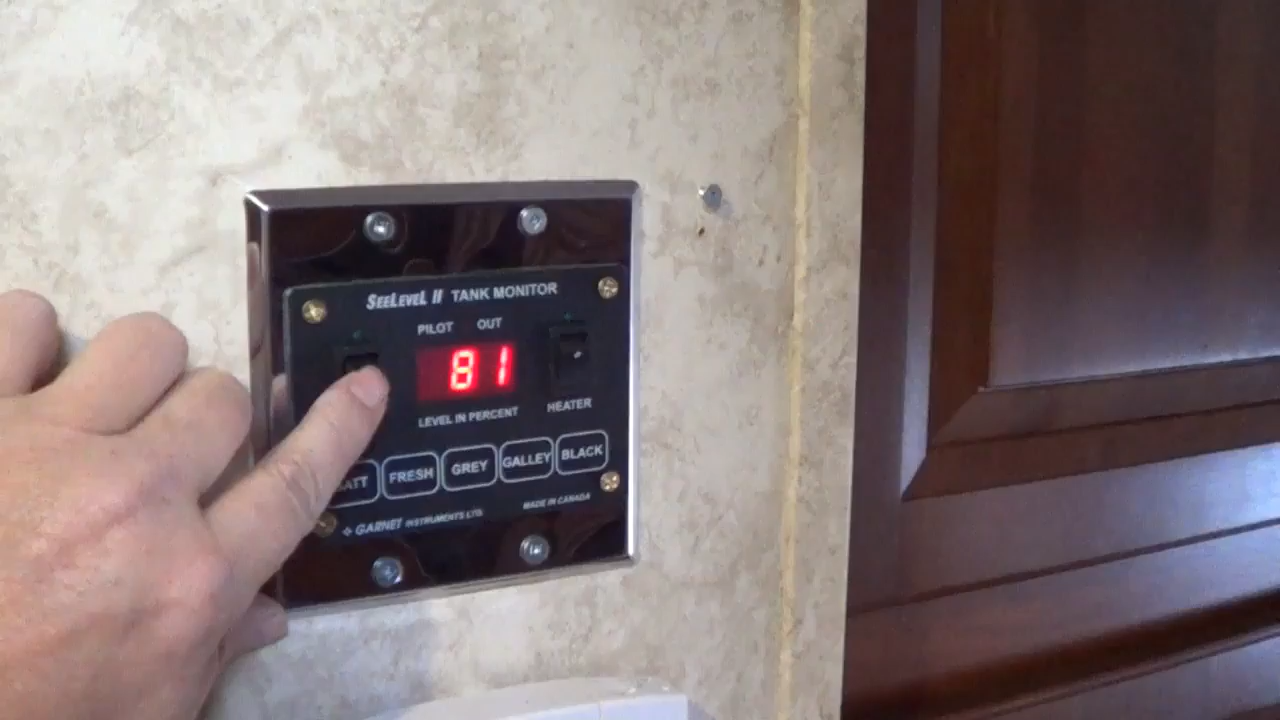 SEELEVEL II TANK MONITOR
PILOT OUT
81
LEVEL IN PERCENT
HEATER
FRESH GREY GALLEY BLACK
GARNET INSTRUMENTS LTD.
MADE IN CANADA